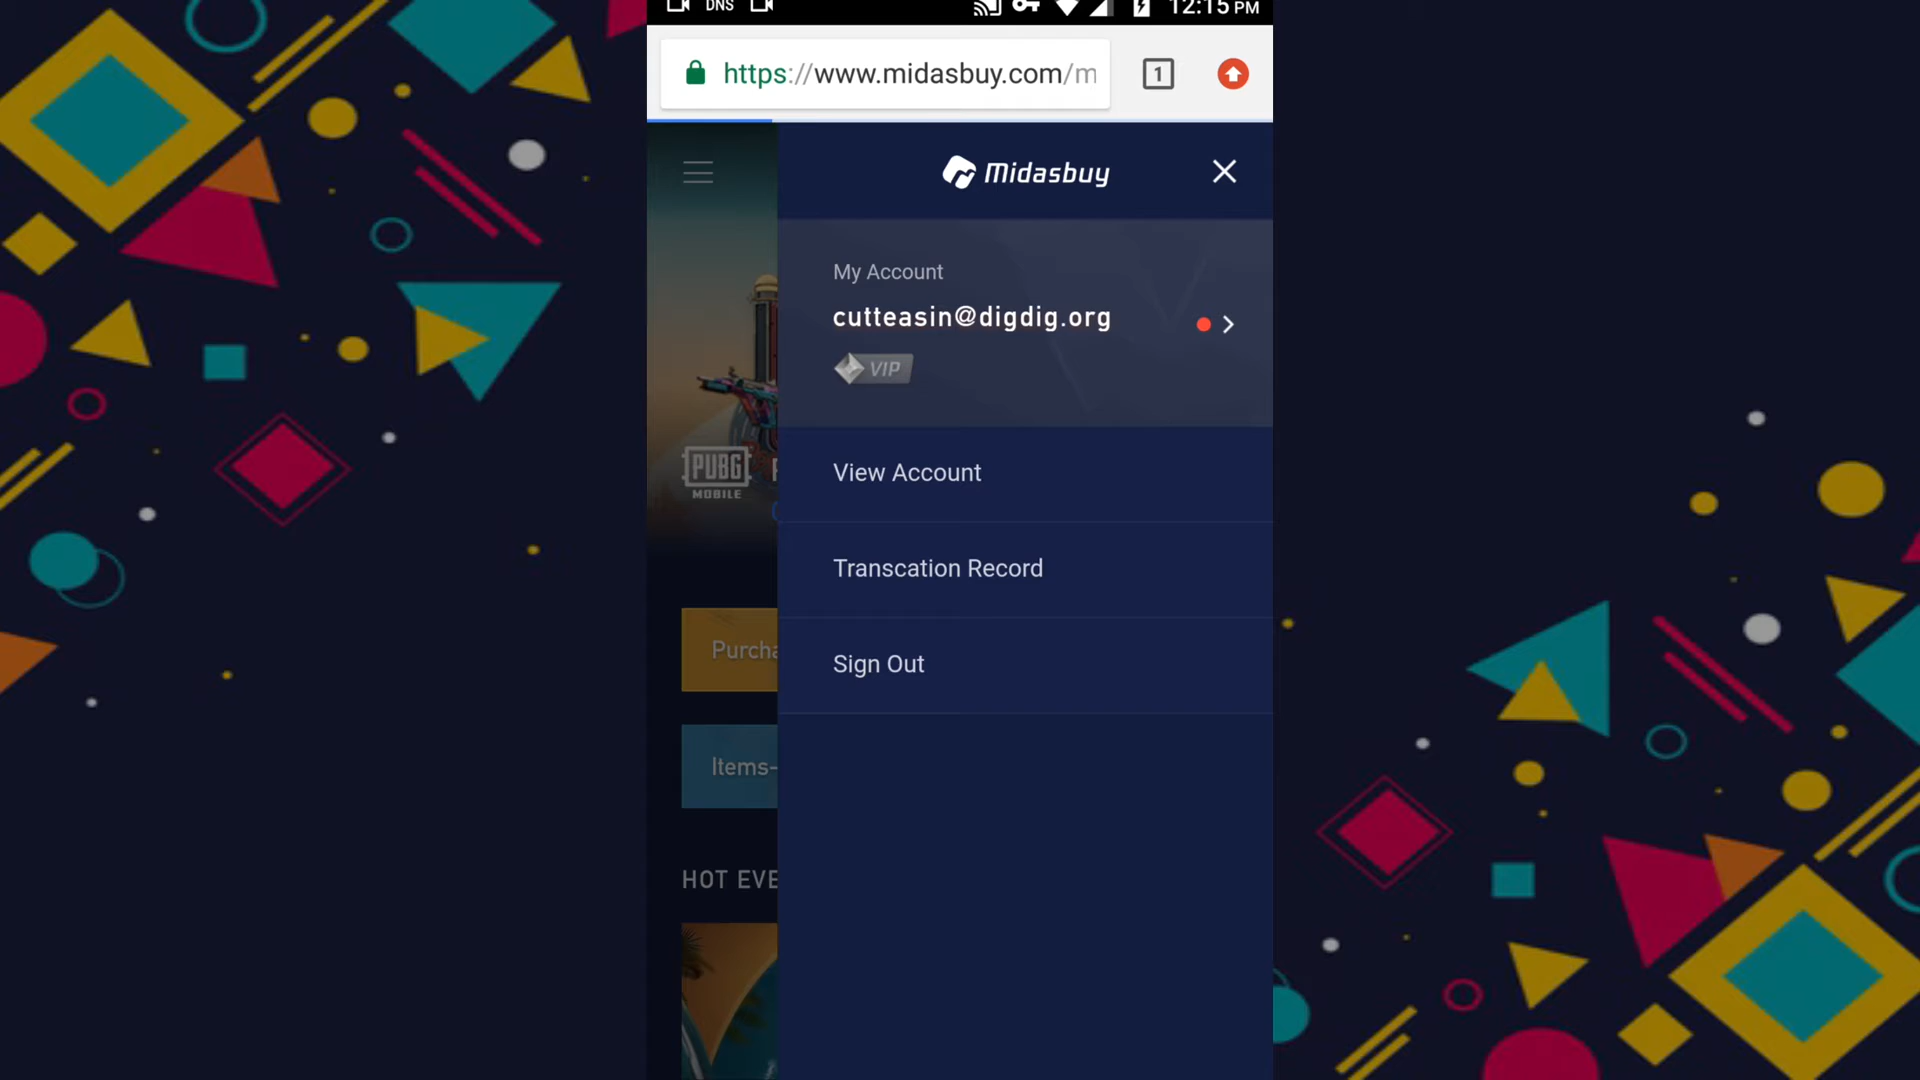 DNS
12:15 PM
https://www.midasbuy.com/m
1
Midasbuy
My Account
cutteasin@digdig.org
VIP
View Account
PUBG
MOBILE
Transcation Record
Purcha
Sign Out
Items-
HOT EVE